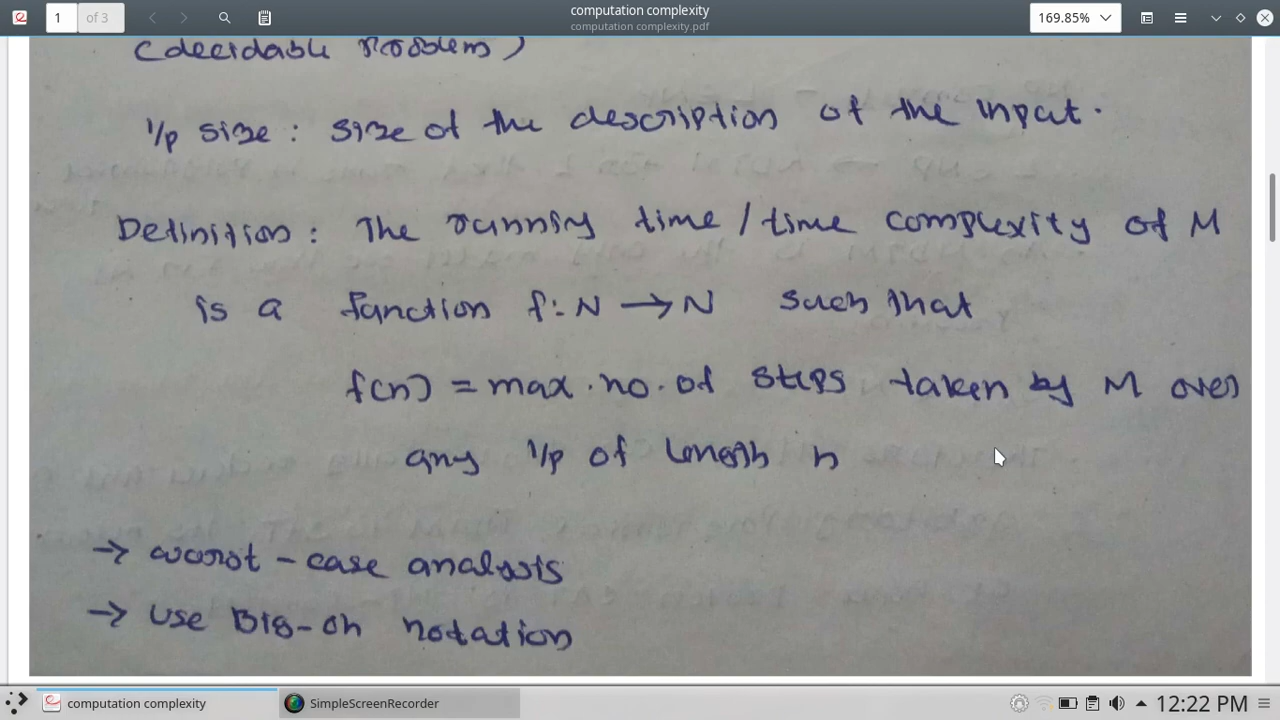 computation complexity
computation complexity.pdf
1 of 3
169.85%
(decidable Problem)
I/p size: size of the description of the input.
Definition: The running time / time complexity of M
is a function f: N → N such that
f(n) = max. no. of steps taken by M over
any I/p of length n
→ worst - case analysis
→ use Big-oh notation
computation complexity
SimpleScreenRecorder
12:22 PM